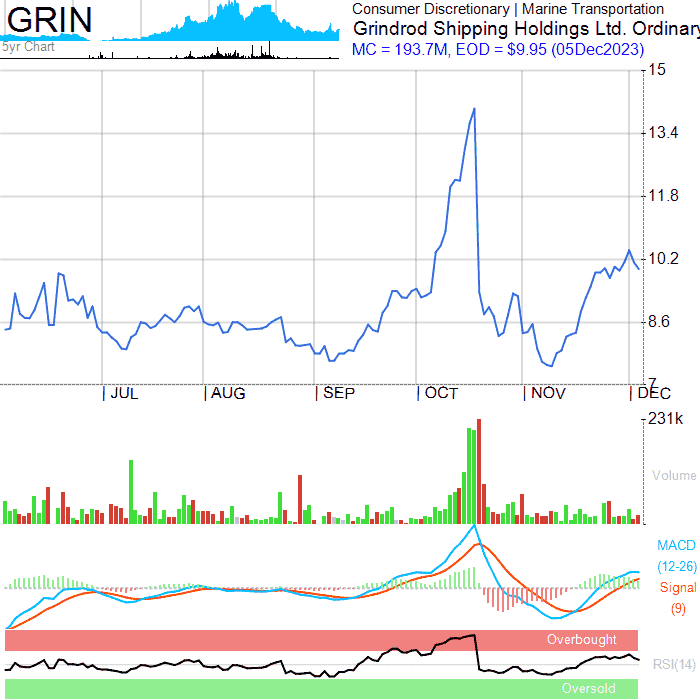 GRIN
5yr Chart
Consumer Discretionary | Marine Transportation
Grindrod Shipping Holdings Ltd. Ordinary
MC = 193.7M, EOD = $9.95 (05Dec2023)
15
13.4
11.8
10.2
8.6
7
| JUL | AUG | SEP | OCT | NOV | DEC
231k
Volume
MACD
(12-26)
Signal
(9)
Overbought
RSI(14)
Oversold